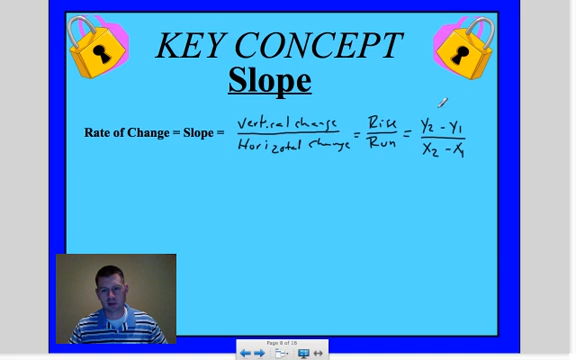 KEY CONCEPT
Slope
Rate of Change = Slope = vertical change / Horizotal change = Rise / Run = Y2 - Y1 / X2 - X1
Page 8 of 16